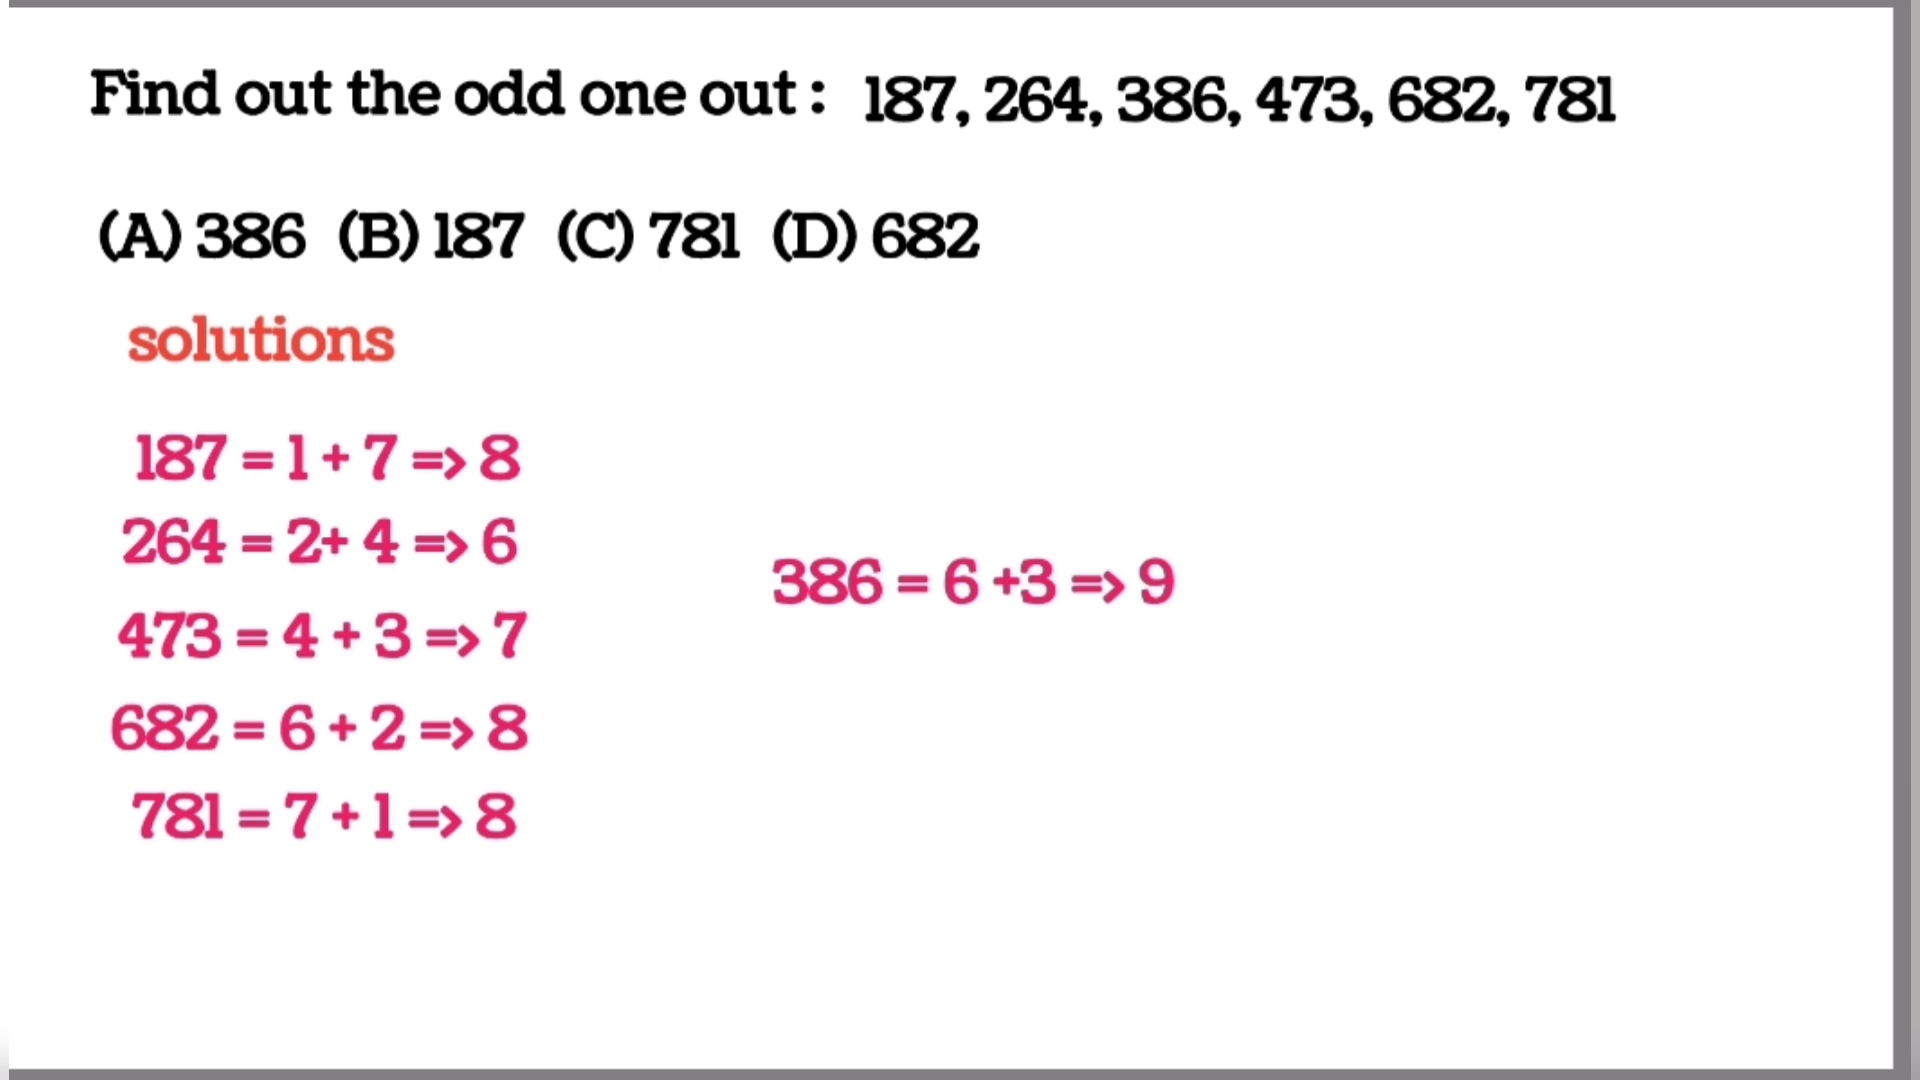 Find out the odd one out : 187, 264, 386, 473, 682, 781
(A) 386 (B) 187 (C) 781 (D) 682
solutions
187 = 1 + 7 => 8
264 = 2+ 4 => 6
386 = 6 +3 => 9
473 = 4 + 3 => 7
682 = 6 + 2 => 8
781 = 7 + 1 => 8